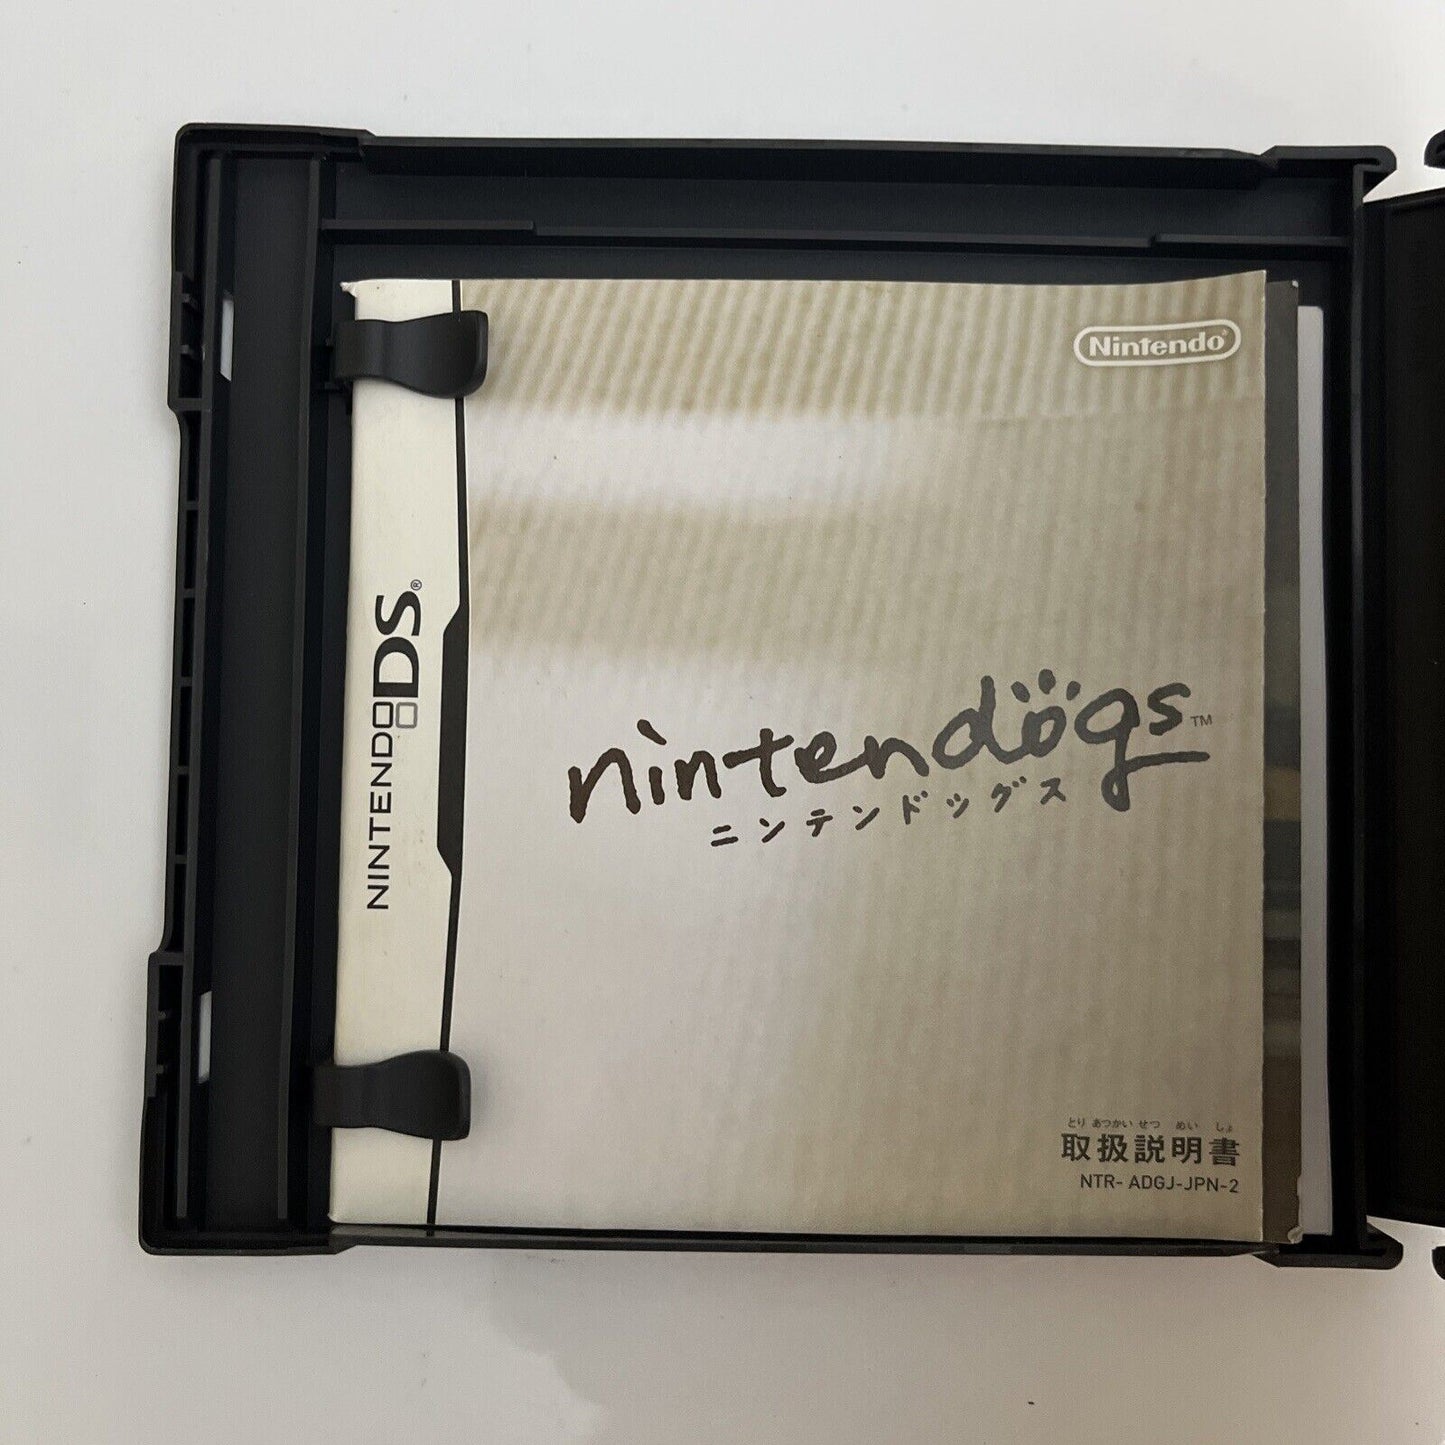 Nintendo®
NINTENDO DS®
nintendogs™
ニンテンドッグス
とり あつかい せつ めい しょ
取扱説明書
NTR- ADGJ-JPN-2